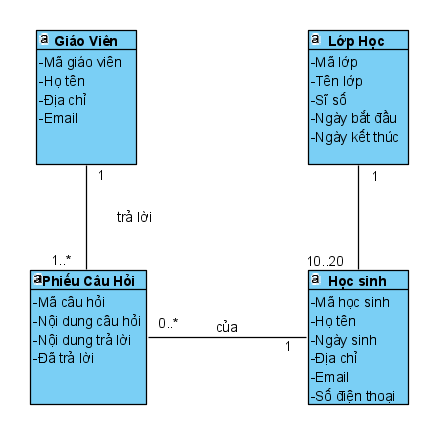 a Giáo Viên
-Mã giáo viên
-Họ tên
-Địa chỉ
-Email
a Lớp Học
-Mã lớp
-Tên lớp
-Sĩ số
-Ngày bắt đầu
-Ngày kết thúc
1
1
trả lời
1..*
10..20
a Phiếu Câu Hỏi
-Mã câu hỏi
-Nội dung câu hỏi
-Nội dung trả lời
-Đã trả lời
0..*
của
1
a Học sinh
-Mã học sinh
-Họ tên
-Ngày sinh
-Địa chỉ
-Email
-Số điện thoại